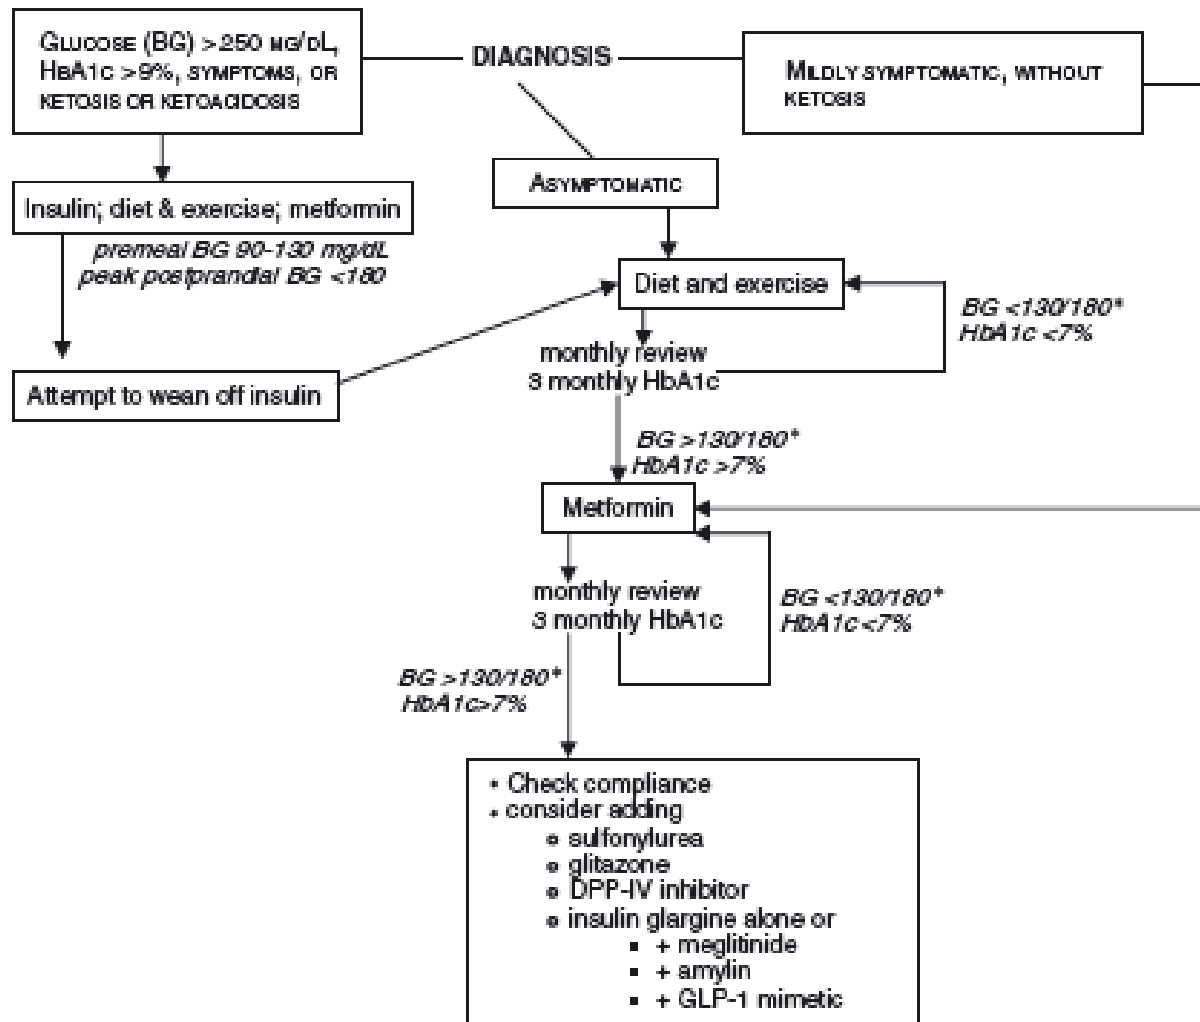 GLUCOSE (BG) >250 MG/DL,
HBA1C >9%, SYMPTOMS, OR
KETOSIS OR KETOACIDOSIS
DIAGNOSIS
MILDLY SYMPTOMATIC, WITHOUT
KETOSIS
ASYMPTOMATIC
Insulin; diet & exercise; metformin
premeal BG 90-130 mg/dL
peak postprandial BG <180
Diet and exercise
BG <130/180*
HbA1c <7%
monthly review
3 monthly HbA1c
Attempt to wean off insulin
BG >130/180*
HbA1c >7%
Metformin
monthly review
3 monthly HbA1c
BG <130/180*
HbA1c <7%
BG >130/180*
HbA1c>7%
• Check compliance
• consider adding
o sulfonylurea
o glitazone
o DPP-IV inhibitor
o insulin glargine alone or
▪ + meglitinide
▪ + amylin
▪ + GLP-1 mimetic